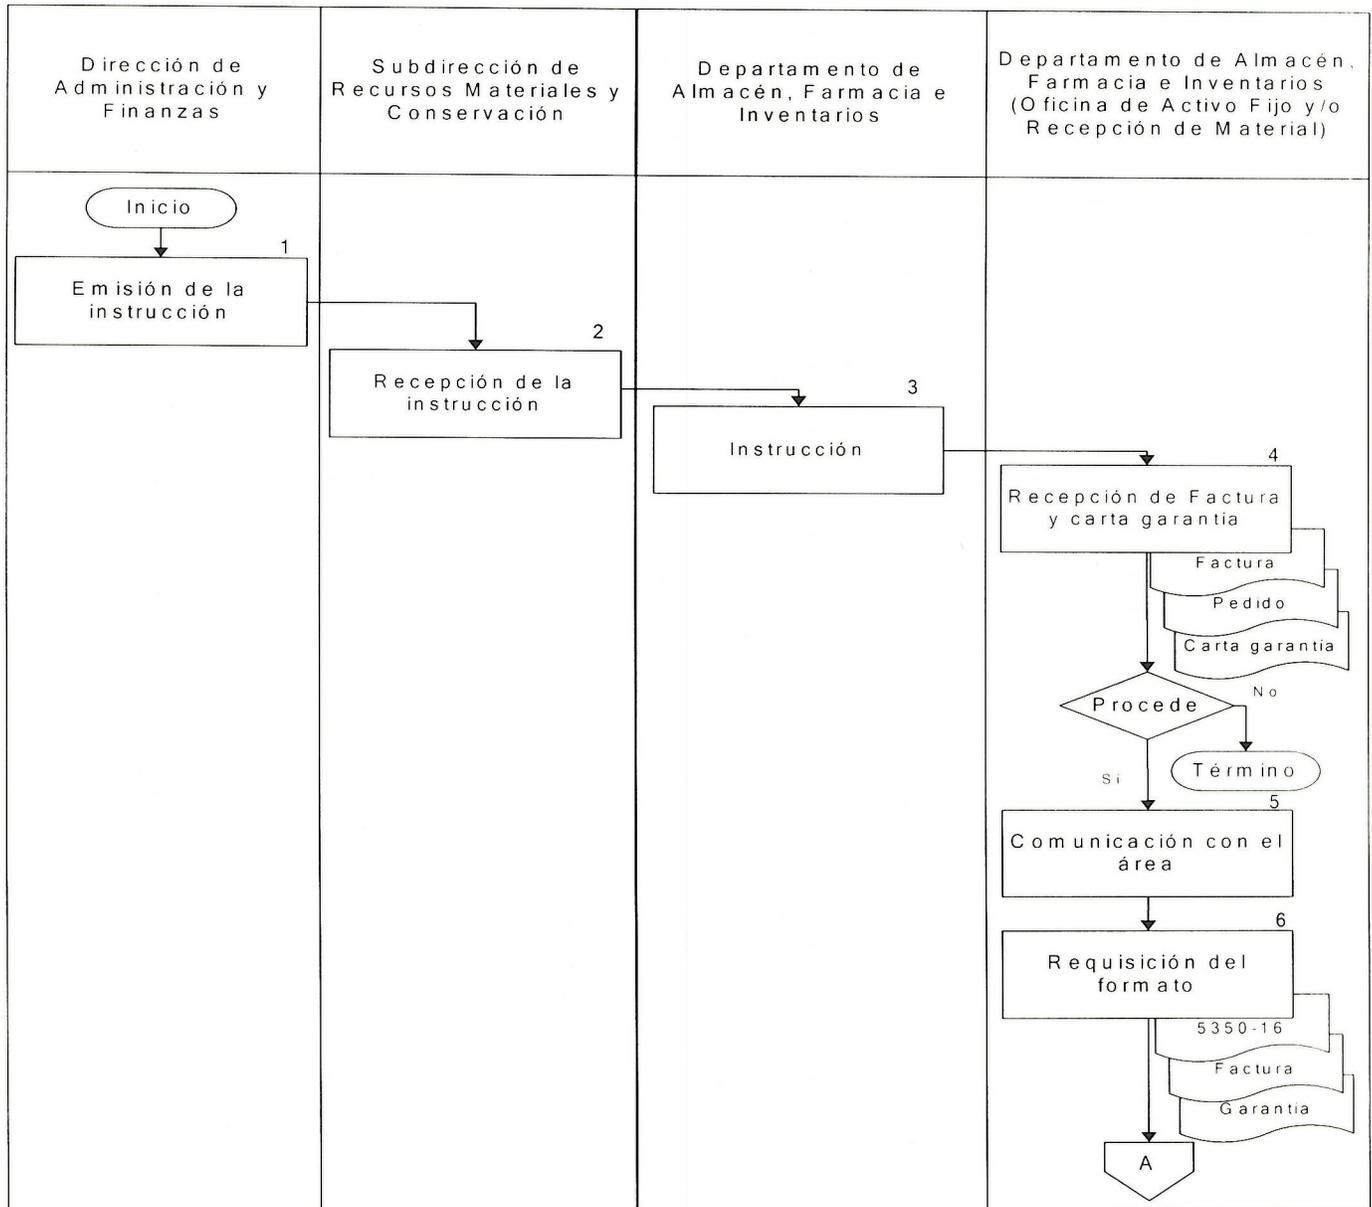 Dirección de
Administración y
Finanzas
Subdirección de
Recursos Materiales y
Conservación
Departamento de
Almacén, Farmacia e
Inventarios
Departamento de Almacén,
Farmacia e Inventarios
(Oficina de Activo Fijo y/o
Recepción de Material)
Inicio
1
Emisión de la
instrucción
2
Recepción de la
instrucción
3
Instrucción
4
Recepción de Factura
y carta garantía
Factura
Pedido
Carta garantía
Procede
No
Término
Si
5
Comunicación con el
área
6
Requisición del
formato
5350-16
Factura
Garantía
A